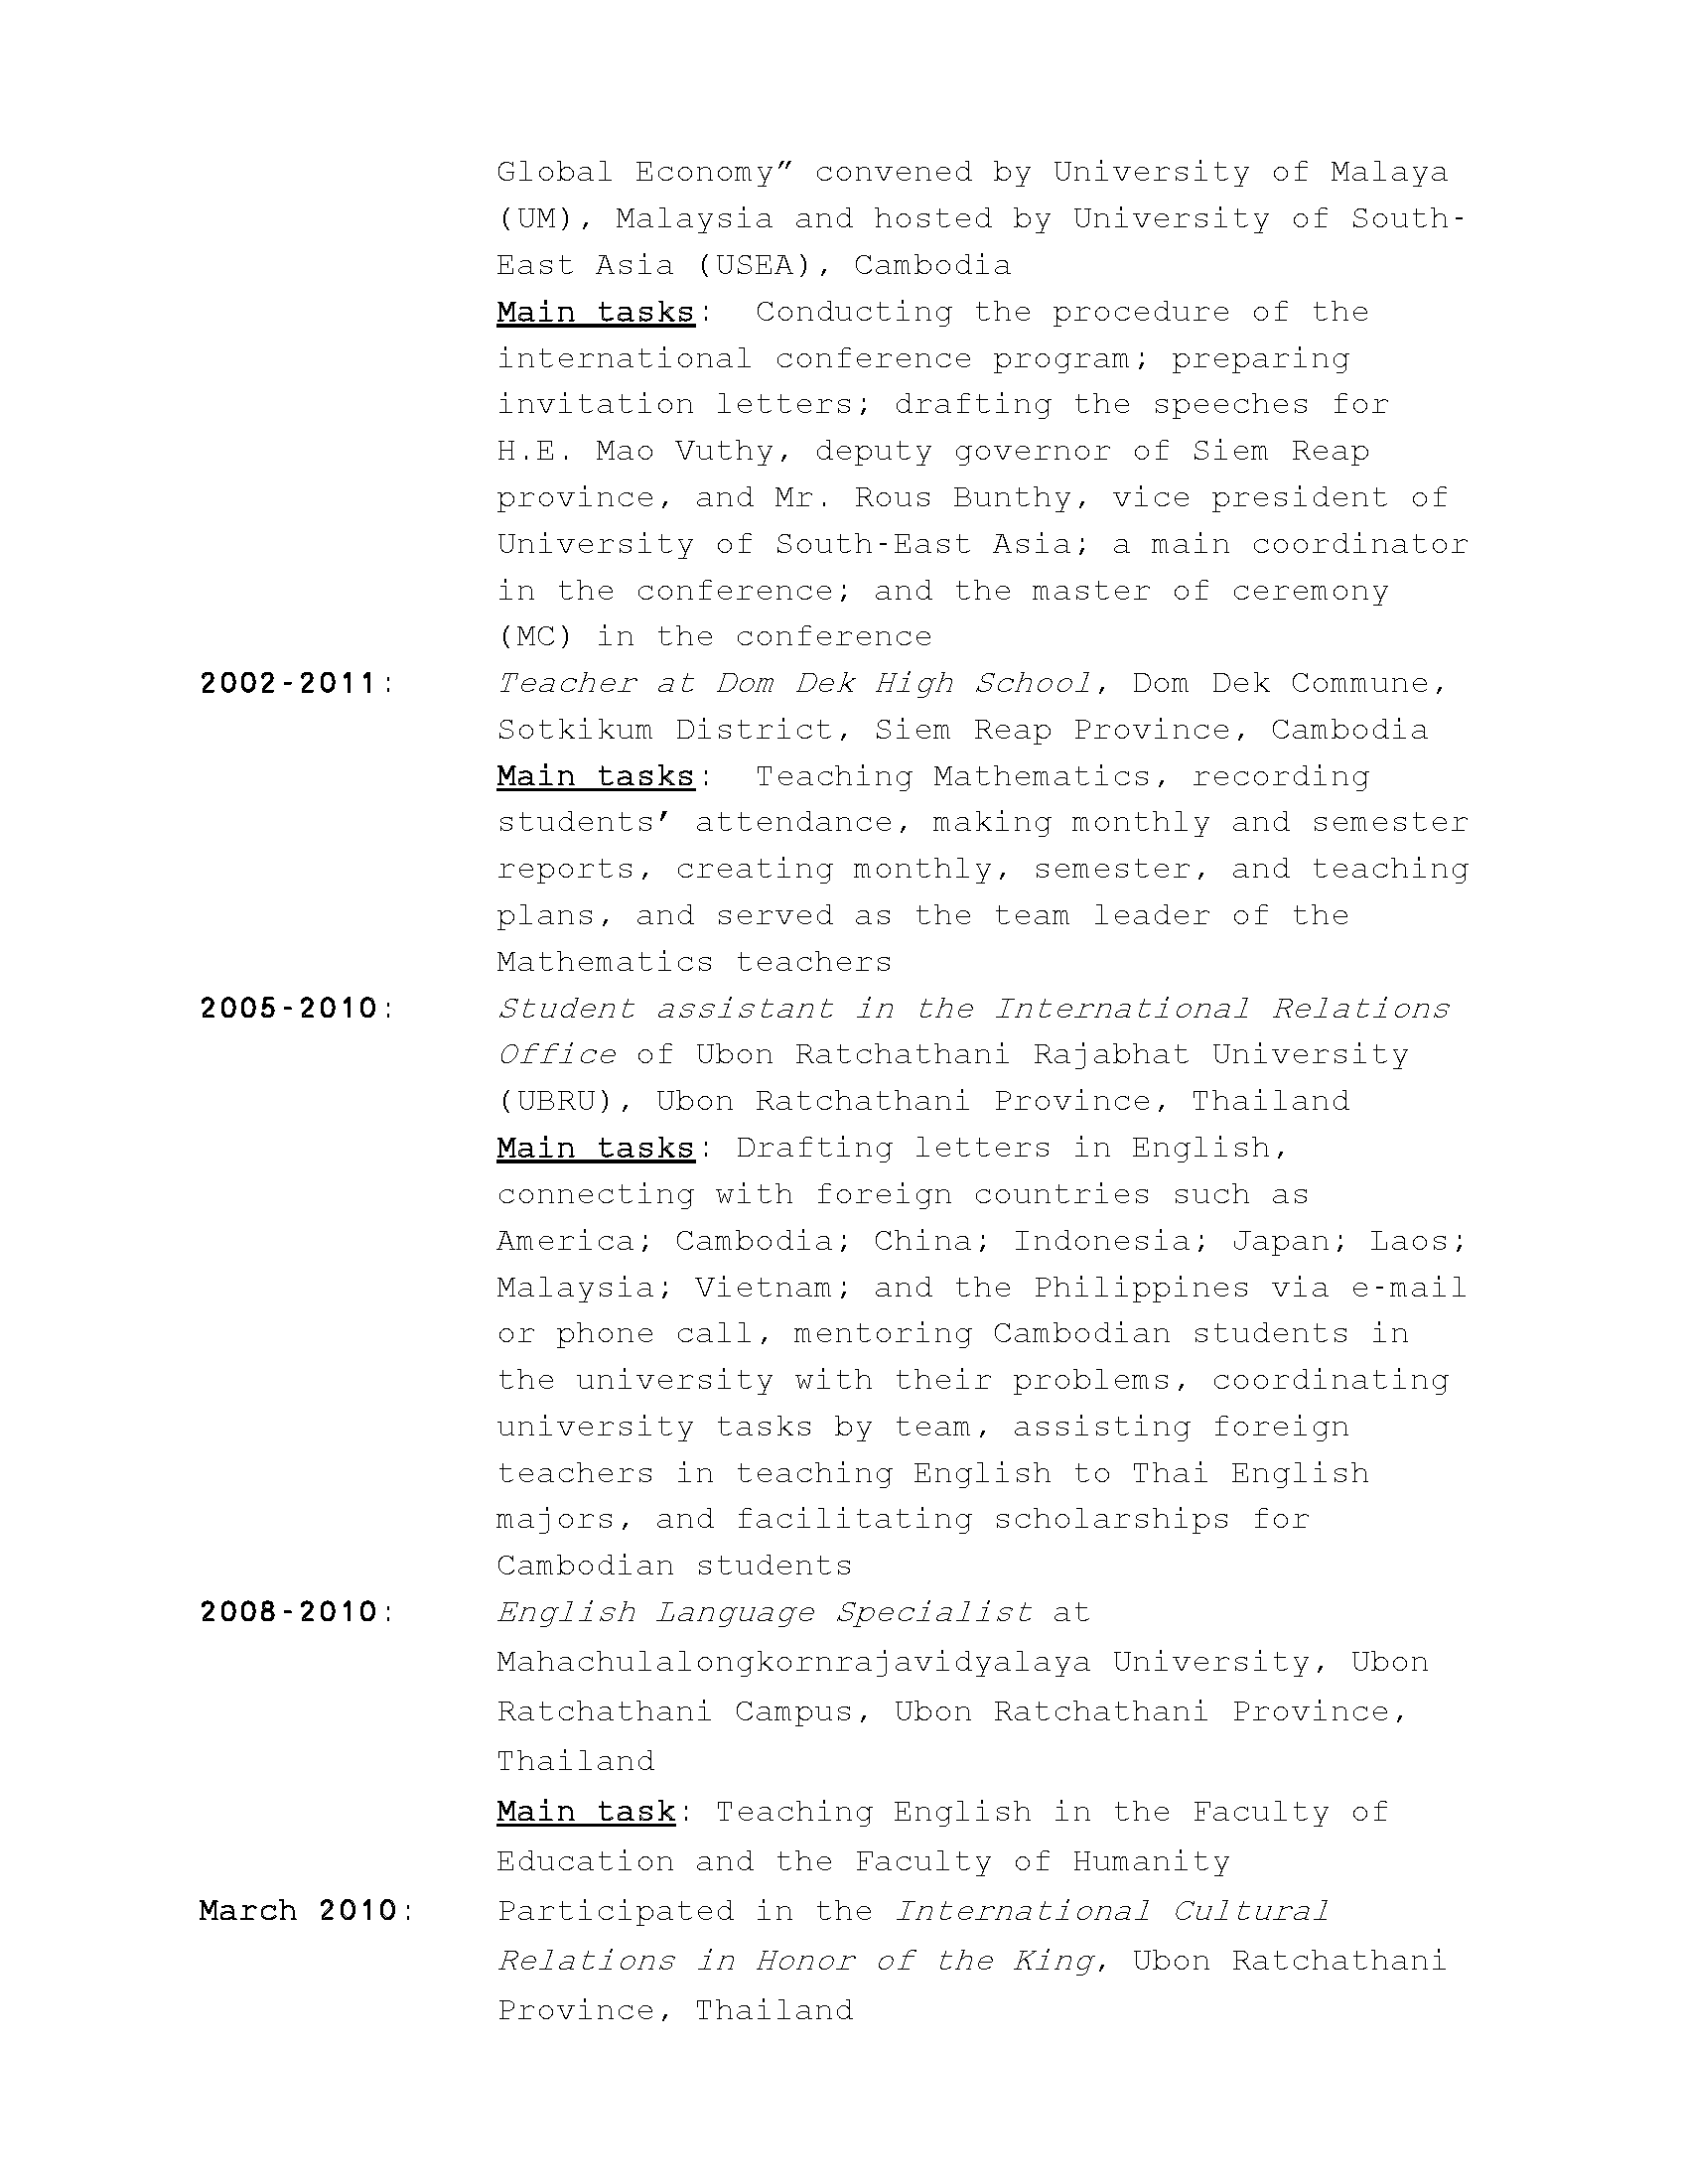 Global Economy” convened by University of Malaya
(UM), Malaysia and hosted by University of South-
East Asia (USEA), Cambodia
Main tasks:  Conducting the procedure of the
international conference program; preparing
invitation letters; drafting the speeches for
H.E. Mao Vuthy, deputy governor of Siem Reap
province, and Mr. Rous Bunthy, vice president of
University of South-East Asia; a main coordinator
in the conference; and the master of ceremony
(MC) in the conference
2002-2011: Teacher at Dom Dek High School, Dom Dek Commune,
Sotkikum District, Siem Reap Province, Cambodia
Main tasks:  Teaching Mathematics, recording
students’ attendance, making monthly and semester
reports, creating monthly, semester, and teaching
plans, and served as the team leader of the
Mathematics teachers
2005-2010: Student assistant in the International Relations
Office of Ubon Ratchathani Rajabhat University
(UBRU), Ubon Ratchathani Province, Thailand
Main tasks: Drafting letters in English,
connecting with foreign countries such as
America; Cambodia; China; Indonesia; Japan; Laos;
Malaysia; Vietnam; and the Philippines via e-mail
or phone call, mentoring Cambodian students in
the university with their problems, coordinating
university tasks by team, assisting foreign
teachers in teaching English to Thai English
majors, and facilitating scholarships for
Cambodian students
2008-2010: English Language Specialist at
Mahachulalongkornrajavidyalaya University, Ubon
Ratchathani Campus, Ubon Ratchathani Province,
Thailand
Main task: Teaching English in the Faculty of
Education and the Faculty of Humanity
March 2010: Participated in the International Cultural
Relations in Honor of the King, Ubon Ratchathani
Province, Thailand